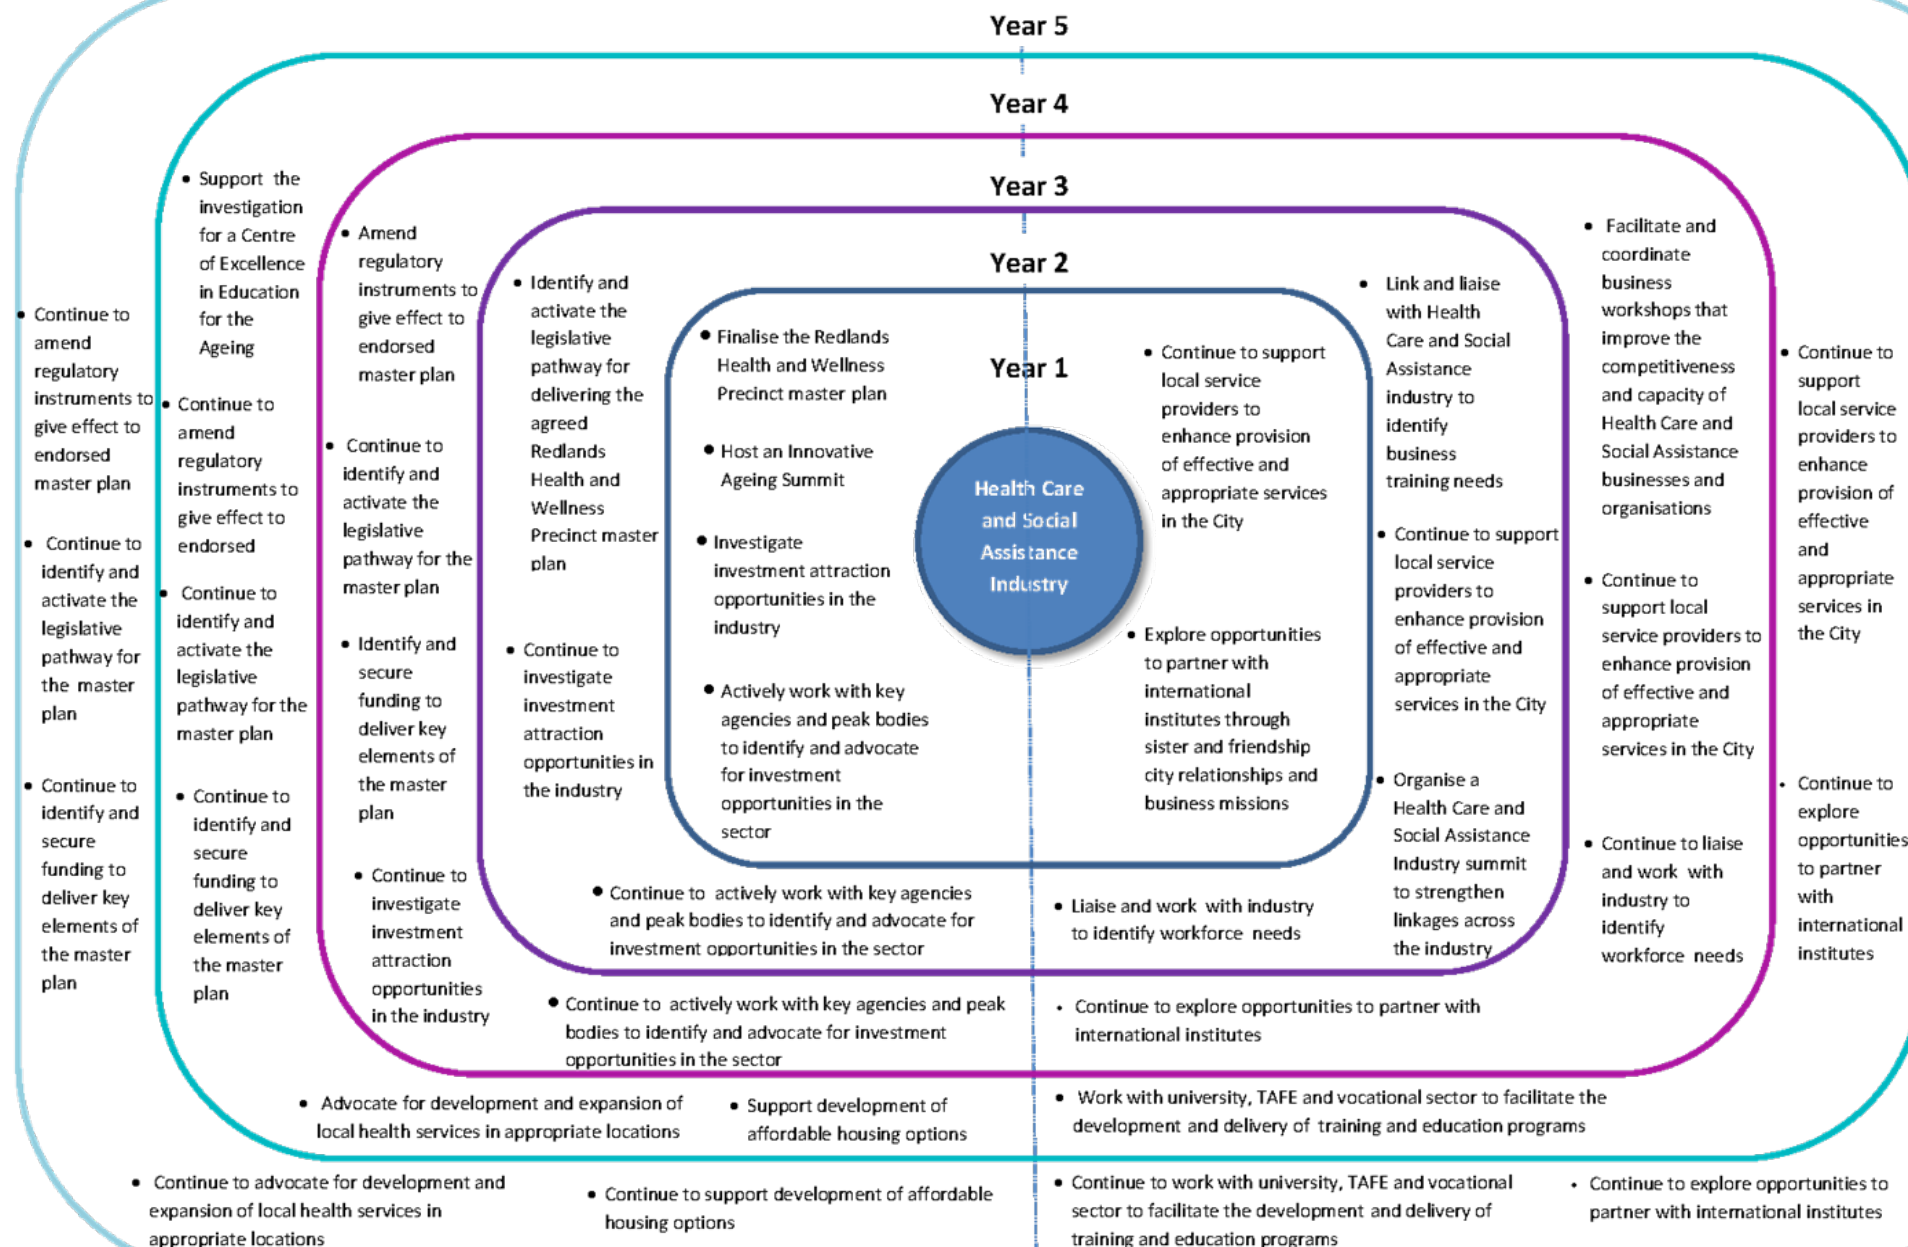 Year 5
Year 4
Year 3
Year 2
Year 1
Health Care
and Social
Assistance
Industry
• Finalise the Redlands
Health and Wellness
Precinct master plan
• Host an Innovative
Ageing Summit
• Investigate
investment attraction
opportunities in the
industry
• Actively work with key
agencies and peak bodies
to identify and advocate
for investment
opportunities in the
sector
• Continue to support
local service
providers to
enhance provision
of effective and
appropriate services
in the City
• Explore opportunities
to partner with
international
institutes through
sister and friendship
city relationships and
business missions
• Identify and
activate the
legislative
pathway for
delivering the
agreed
Redlands
Health and
Wellness
Precinct master
plan
• Continue to
investigate
investment
attraction
opportunities in
the industry
• Continue to actively work with key agencies
and peak bodies to identify and advocate for
investment opportunities in the sector
• Liaise and work with industry
to identify workforce needs
• Link and liaise
with Health
Care and Social
Assistance
industry to
identify
business
training needs
• Continue to support
local service
providers to
enhance provision
of effective and
appropriate
services in the City
• Organise a
Health Care and
Social Assistance
Industry summit
to strengthen
linkages across
the industry
• Amend
regulatory
instruments to
give effect to
endorsed
master plan
• Continue to
identify and
activate the
legislative
pathway for the
master plan
• Identify and
secure
funding to
deliver key
elements of
the master
plan
• Continue to
investigate
investment
attraction
opportunities
in the industry
• Continue to actively work with key agencies and peak
bodies to identify and advocate for investment
opportunities in the sector
• Continue to explore opportunities to partner with
international institutes
• Facilitate and
coordinate
business
workshops that
improve the
competitiveness
and capacity of
Health Care and
Social Assistance
businesses and
organisations
• Continue to
support local
service providers to
enhance provision
of effective and
appropriate
services in the City
• Continue to liaise
and work with
industry to
identify
workforce needs
• Support the
investigation
for a Centre
of Excellence
in Education
for the
Ageing
• Continue to
amend
regulatory
instruments to
give effect to
endorsed
• Continue to
identify and
activate the
legislative
pathway for the
master plan
• Continue to
identify and
secure
funding to
deliver key
elements of
the master
plan
• Advocate for development and expansion of
local health services in appropriate locations
• Support development of
affordable housing options
• Work with university, TAFE and vocational sector to facilitate the
development and delivery of training and education programs
• Continue to
support
local service
providers to
enhance
provision of
effective
and
appropriate
services in
the City
• Continue to
explore
opportunities
to partner
with
international
institutes
• Continue to
amend
regulatory
instruments to
give effect to
endorsed
master plan
• Continue to
identify and
activate the
legislative
pathway for
the master
plan
• Continue to
identify and
secure
funding to
deliver key
elements of
the master
plan
• Continue to advocate for development and
expansion of local health services in
appropriate locations
• Continue to support development of affordable
housing options
• Continue to work with university, TAFE and vocational
sector to facilitate the development and delivery of
training and education programs
• Continue to explore opportunities to
partner with international institutes